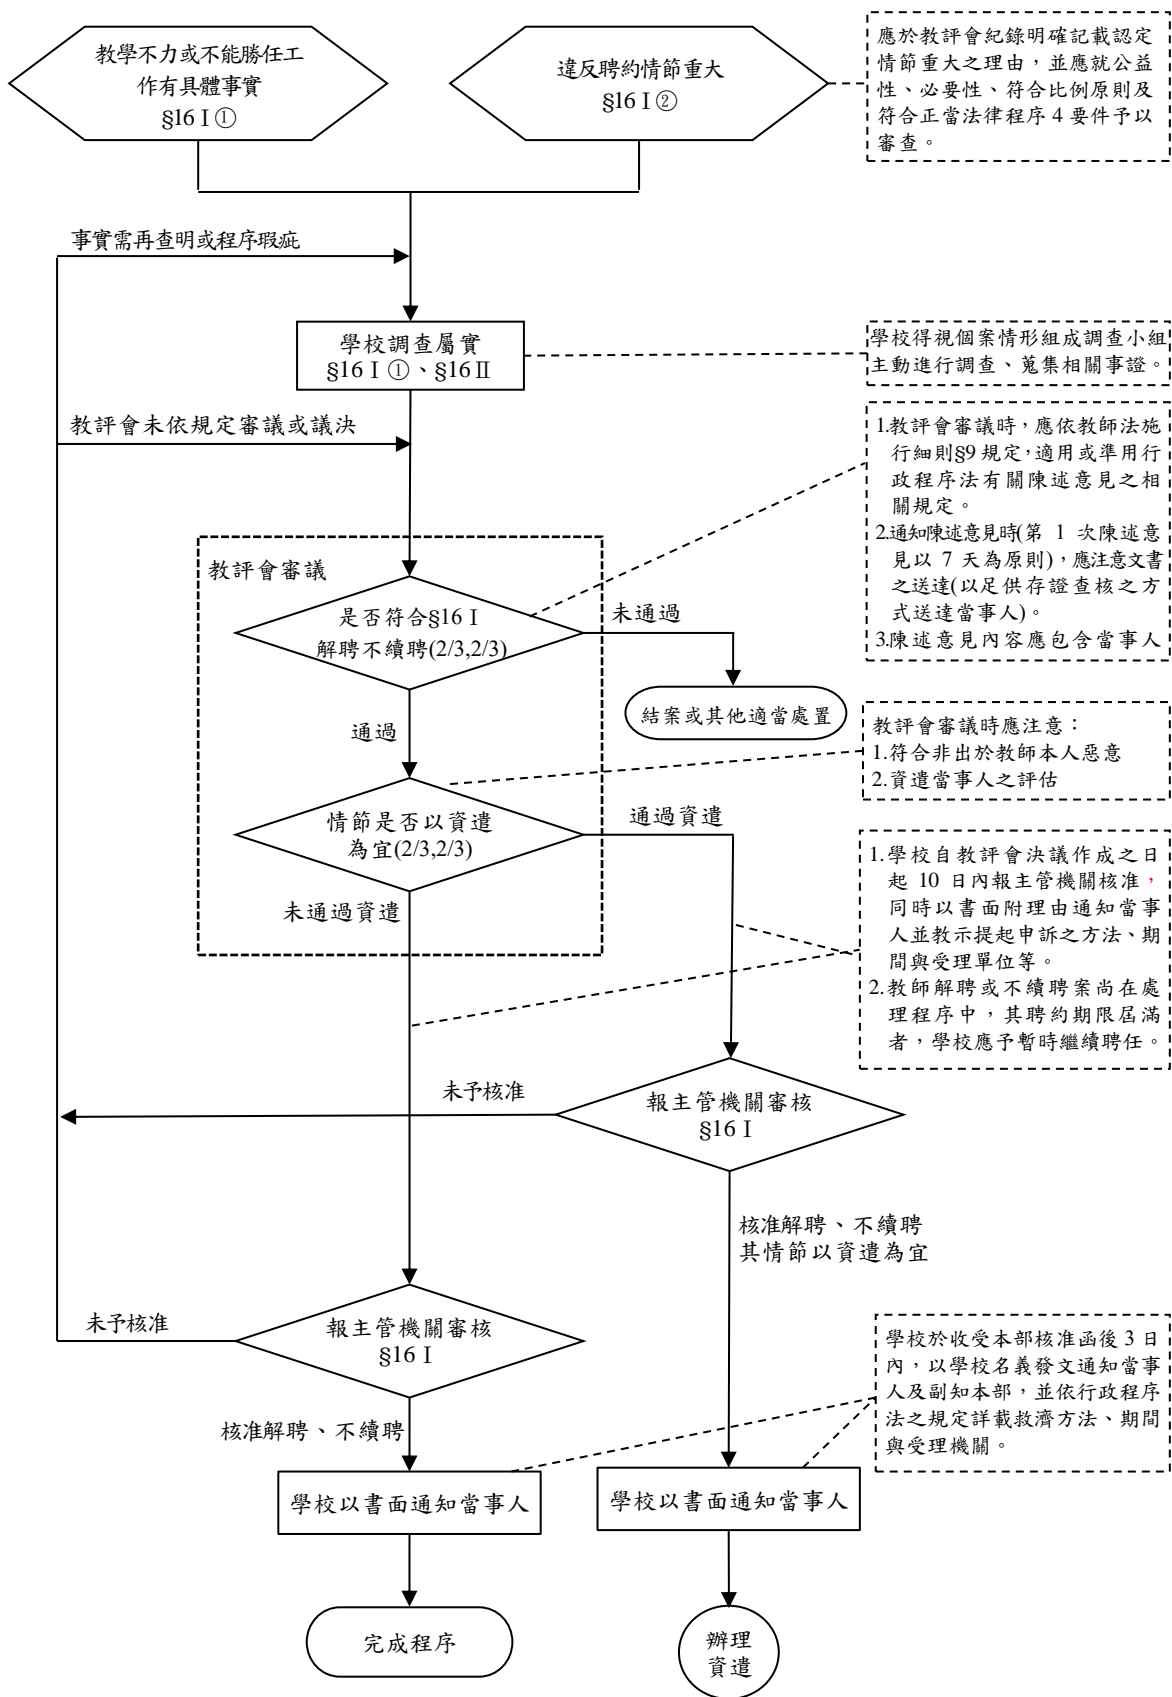 教學不力或不能勝任工
作有具體事實
§16Ⅰ①
違反聘約情節重大
§16Ⅰ②
應於教評會紀錄明確記載認定
情節重大之理由，並應就公益
性、必要性、符合比例原則及
符合正當法律程序 4 要件予以
審查。
事實需再查明或程序瑕疵
學校調查屬實
§16Ⅰ①、§16Ⅱ
學校得視個案情形組成調查小組
主動進行調查、蒐集相關事證。
教評會未依規定審議或議決
1.教評會審議時，應依教師法施
行細則§9 規定，適用或準用行
政程序法有關陳述意見之相
關規定。
2.通知陳述意見時(第 1 次陳述意
見以 7 天為原則)，應注意文書
之送達(以足供存證查核之方
式送達當事人)。
3.陳述意見內容應包含當事人
教評會審議
是否符合§16Ⅰ
解聘不續聘(2/3,2/3)
未通過
結案或其他適當處置
通過
教評會審議時應注意：
1.符合非出於教師本人惡意
2.資遣當事人之評估
情節是否以資遣
為宜(2/3,2/3)
通過資遣
未通過資遣
1.學校自教評會決議作成之日
起 10 日內報主管機關核准，
同時以書面附理由通知當事
人並教示提起申訴之方法、期
間與受理單位等。
2.教師解聘或不續聘案尚在處
理程序中，其聘約期限屆滿
者，學校應予暫時繼續聘任。
未予核准
報主管機關審核
§16Ⅰ
核准解聘、不續聘
其情節以資遣為宜
未予核准
報主管機關審核
§16Ⅰ
學校於收受本部核准函後 3 日
內，以學校名義發文通知當事
人及副知本部，並依行政程序
法之規定詳載救濟方法、期間
與受理機關。
核准解聘、不續聘
學校以書面通知當事人
學校以書面通知當事人
完成程序
辦理
資遣